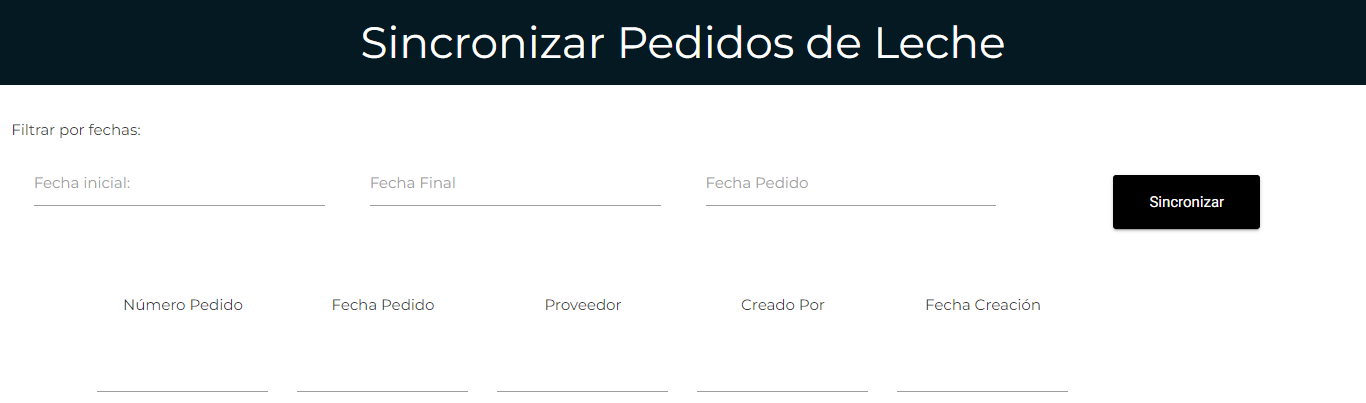 Sincronizar Pedidos de Leche
Filtrar por fechas:
Fecha inicial:
Fecha Final
Fecha Pedido
Sincronizar
Número Pedido
Fecha Pedido
Proveedor
Creado Por
Fecha Creación